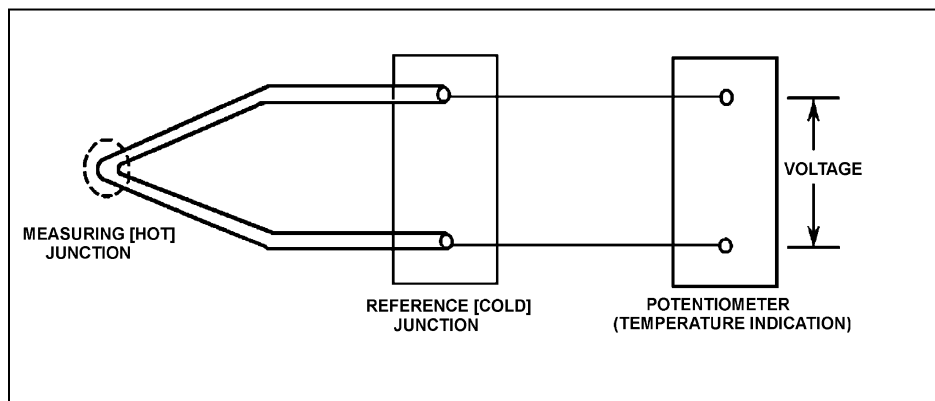 MEASURING [HOT]
JUNCTION
REFERENCE [COLD]
JUNCTION
POTENTIOMETER
(TEMPERATURE INDICATION)
VOLTAGE